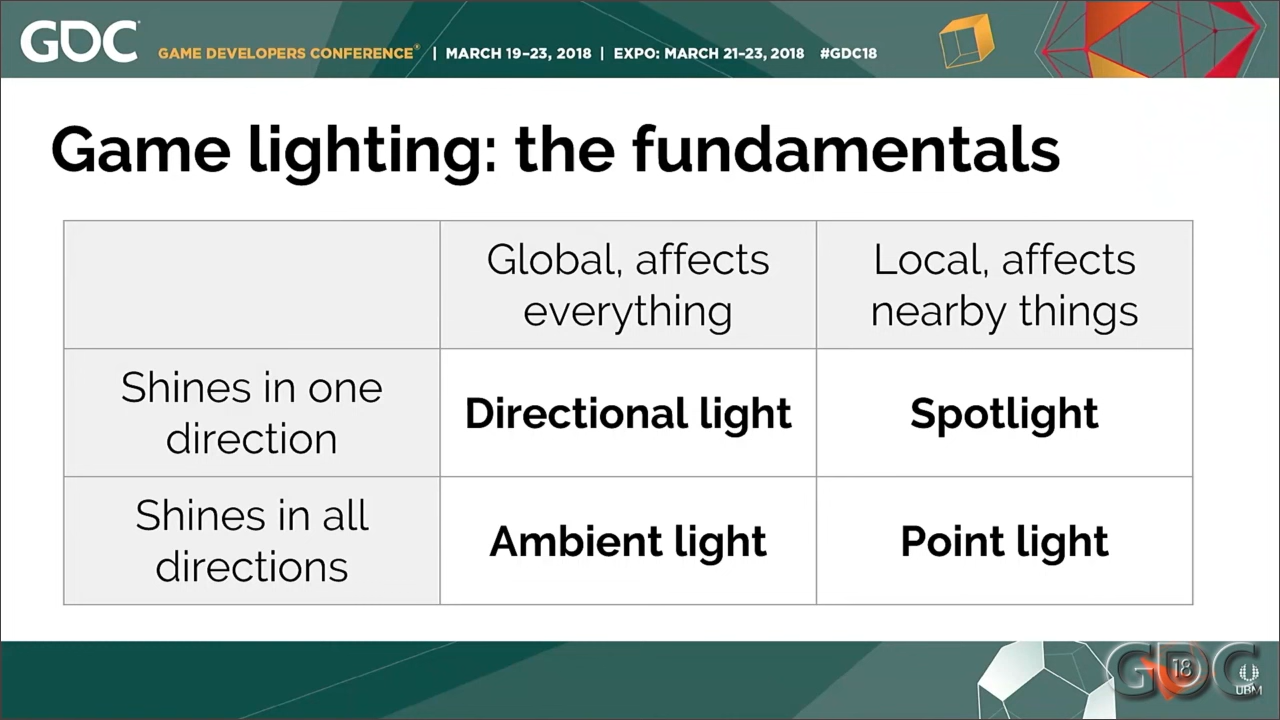 GDC
GAME DEVELOPERS CONFERENCE® | MARCH 19–23, 2018 | EXPO: MARCH 21–23, 2018 #GDC18
Game lighting: the fundamentals
Global, affects
everything
Local, affects
nearby things
Shines in one
direction
Directional light
Spotlight
Shines in all
directions
Ambient light
Point light
GDC
18
UBM